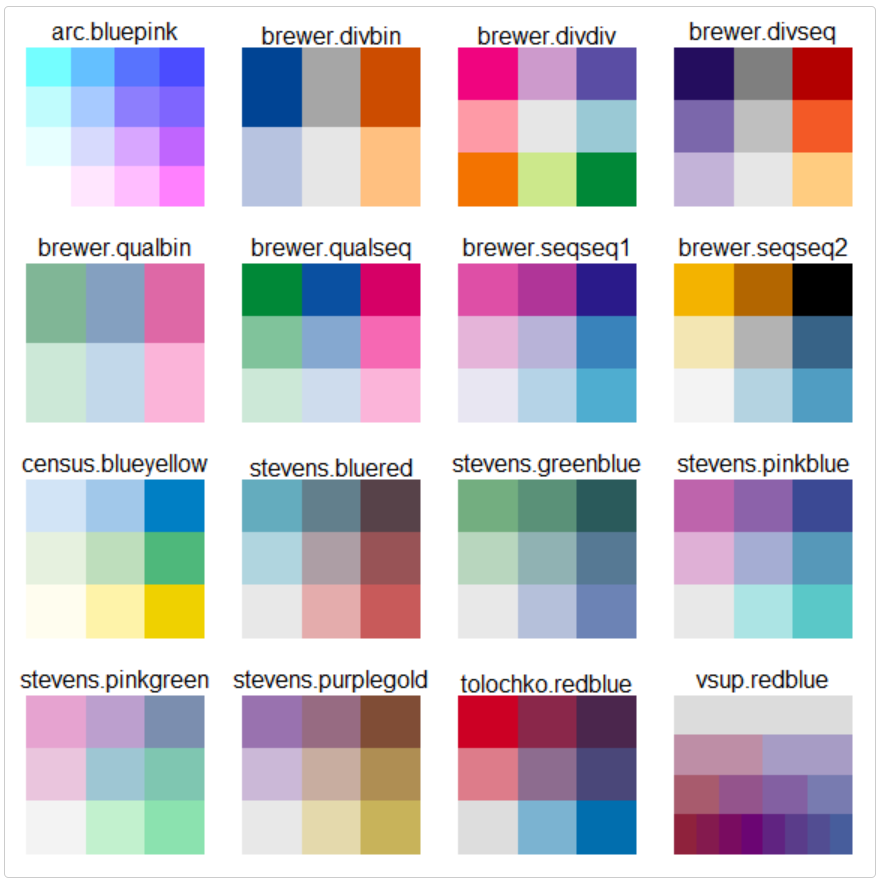 arc.bluepink
brewer.divbin
brewer.divdiv
brewer.divseq
brewer.qualbin
brewer.qualseq
brewer.seqseq1
brewer.seqseq2
census.blueyellow
stevens.bluered
stevens.greenblue
stevens.pinkblue
stevens.pinkgreen
stevens.purplegold
tolochko.redblue
vsup.redblue